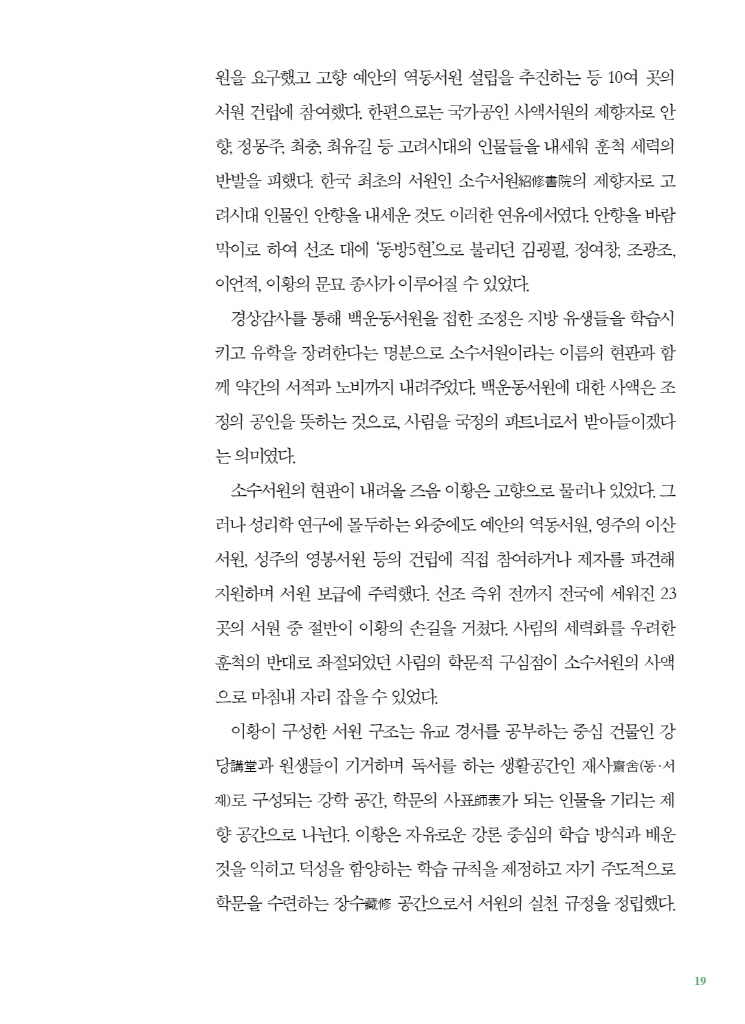 원을 요구했고 고향 예안의 역동서원 설립을 추진하는 등 10여 곳의
서원 건립에 참여했다. 한편으로는 국가공인 사액서원의 제향자로 안
향, 정몽주, 최충, 최유길 등 고려시대의 인물들을 내세워 훈척 세력의
반발을 피했다. 한국 최초의 서원인 소수서원紹修書院의 제향자로 고
려시대 인물인 안향을 내세운 것도 이러한 연유에서였다. 안향을 바람
막이로 하여 선조 대에 ‘동방5현’으로 불리던 김굉필, 정여창, 조광조,
이언적, 이황의 문묘 종사가 이루어질 수 있었다.
경상감사를 통해 백운동서원을 접한 조정은 지방 유생들을 학습시
키고 유학을 장려한다는 명분으로 소수서원이라는 이름의 현판과 함
께 약간의 서적과 노비까지 내려주었다. 백운동서원에 대한 사액은 조
정의 공인을 뜻하는 것으로, 사림을 국정의 파트너로서 받아들이겠다
는 의미였다.
소수서원의 현판이 내려올 즈음 이황은 고향으로 물러나 있었다. 그
러나 성리학 연구에 몰두하는 와중에도 예안의 역동서원, 영주의 이산
서원, 성주의 영봉서원 등의 건립에 직접 참여하거나 제자를 파견해
지원하며 서원 보급에 주력했다. 선조 즉위 전까지 전국에 세워진 23
곳의 서원 중 절반이 이황의 손길을 거쳤다. 사림의 세력화를 우려한
훈척의 반대로 좌절되었던 사림의 학문적 구심점이 소수서원의 사액
으로 마침내 자리 잡을 수 있었다.
이황이 구성한 서원 구조는 유교 경서를 공부하는 중심 건물인 강
당講堂과 원생들이 기거하며 독서를 하는 생활공간인 재사齋舍(동·서
재)로 구성되는 강학 공간, 학문의 사표師表가 되는 인물을 기리는 제
향 공간으로 나뉜다. 이황은 자유로운 강론 중심의 학습 방식과 배운
것을 익히고 덕성을 함양하는 학습 규칙을 제정하고 자기 주도적으로
학문을 수련하는 장수藏修 공간으로서 서원의 실천 규정을 정립했다.
19